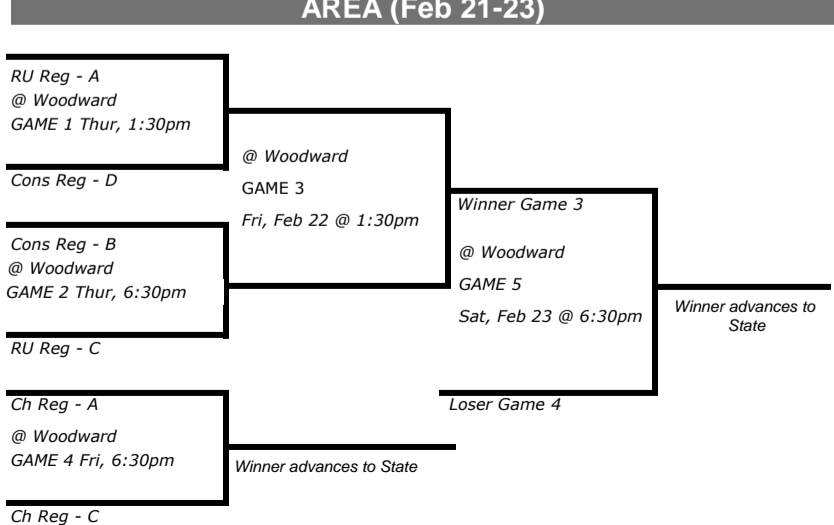 AREA (Feb 21-23)
RU Reg - A
@ Woodward
GAME 1 Thur, 1:30pm
Cons Reg - D
@ Woodward
GAME 3
Fri, Feb 22 @ 1:30pm
Cons Reg - B
@ Woodward
GAME 2 Thur, 6:30pm
RU Reg - C
Winner Game 3
@ Woodward
GAME 5
Sat, Feb 23 @ 6:30pm
Loser Game 4
Winner advances to
State
Ch Reg - A
@ Woodward
GAME 4 Fri, 6:30pm
Ch Reg - C
Winner advances to State